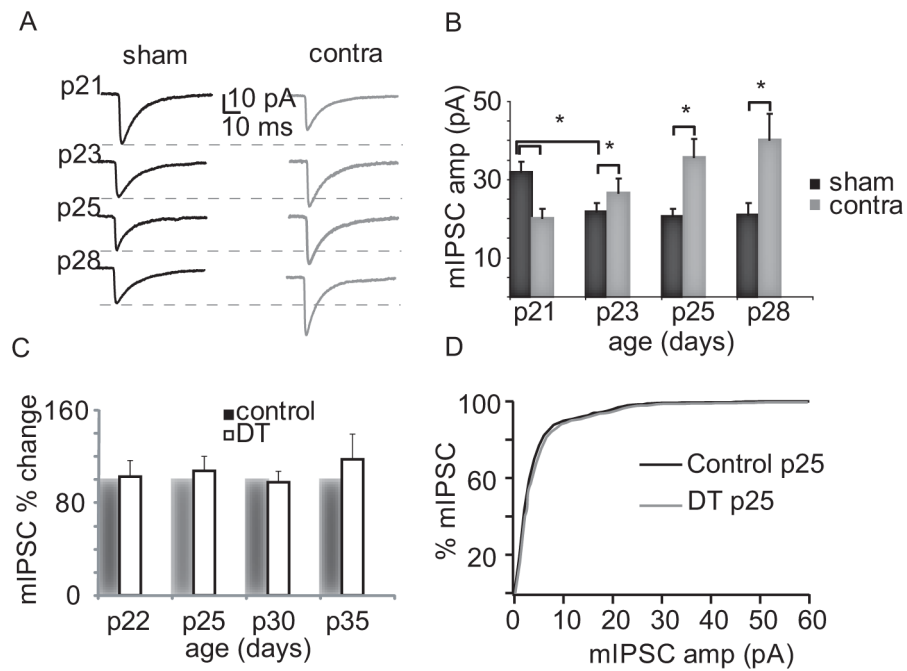 A
sham contra
p21
10 pA
10 ms
p23
p25
p28
B
mIPSC amp (pA)
50
30
10
* * * *
sham
contra
p21 p23 p25 p28
age (days)
C
mIPSC % change
160
80
0
control
DT
p22 p25 p30 p35
age (days)
D
% mIPSC
100
60
20
Control p25
DT p25
0 10 20 30 40 50 60
mIPSC amp (pA)